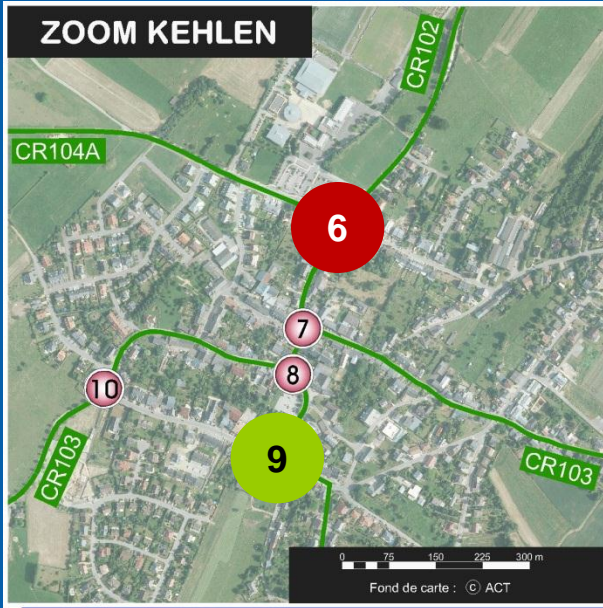 ZOOM KEHLEN
CR102
CR104A
6
7
8
10
9
CR103
CR103
0 75 150 225 300 m
Fond de carte : © ACT